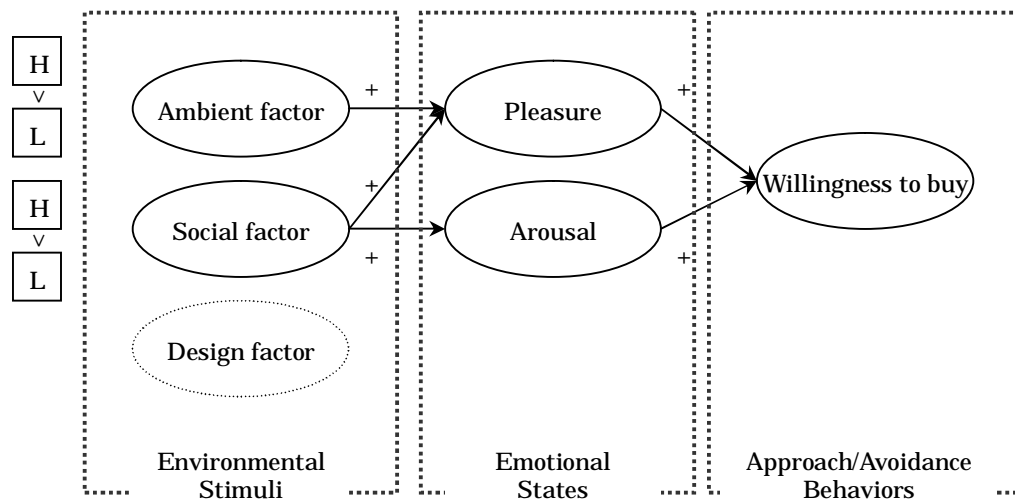 H
v
L
H
v
L
Ambient factor
+
Pleasure
+
Willingness to buy
+
Social factor
+
Arousal
+
Design factor
Environmental
Stimuli
Emotional
States
Approach/Avoidance
Behaviors